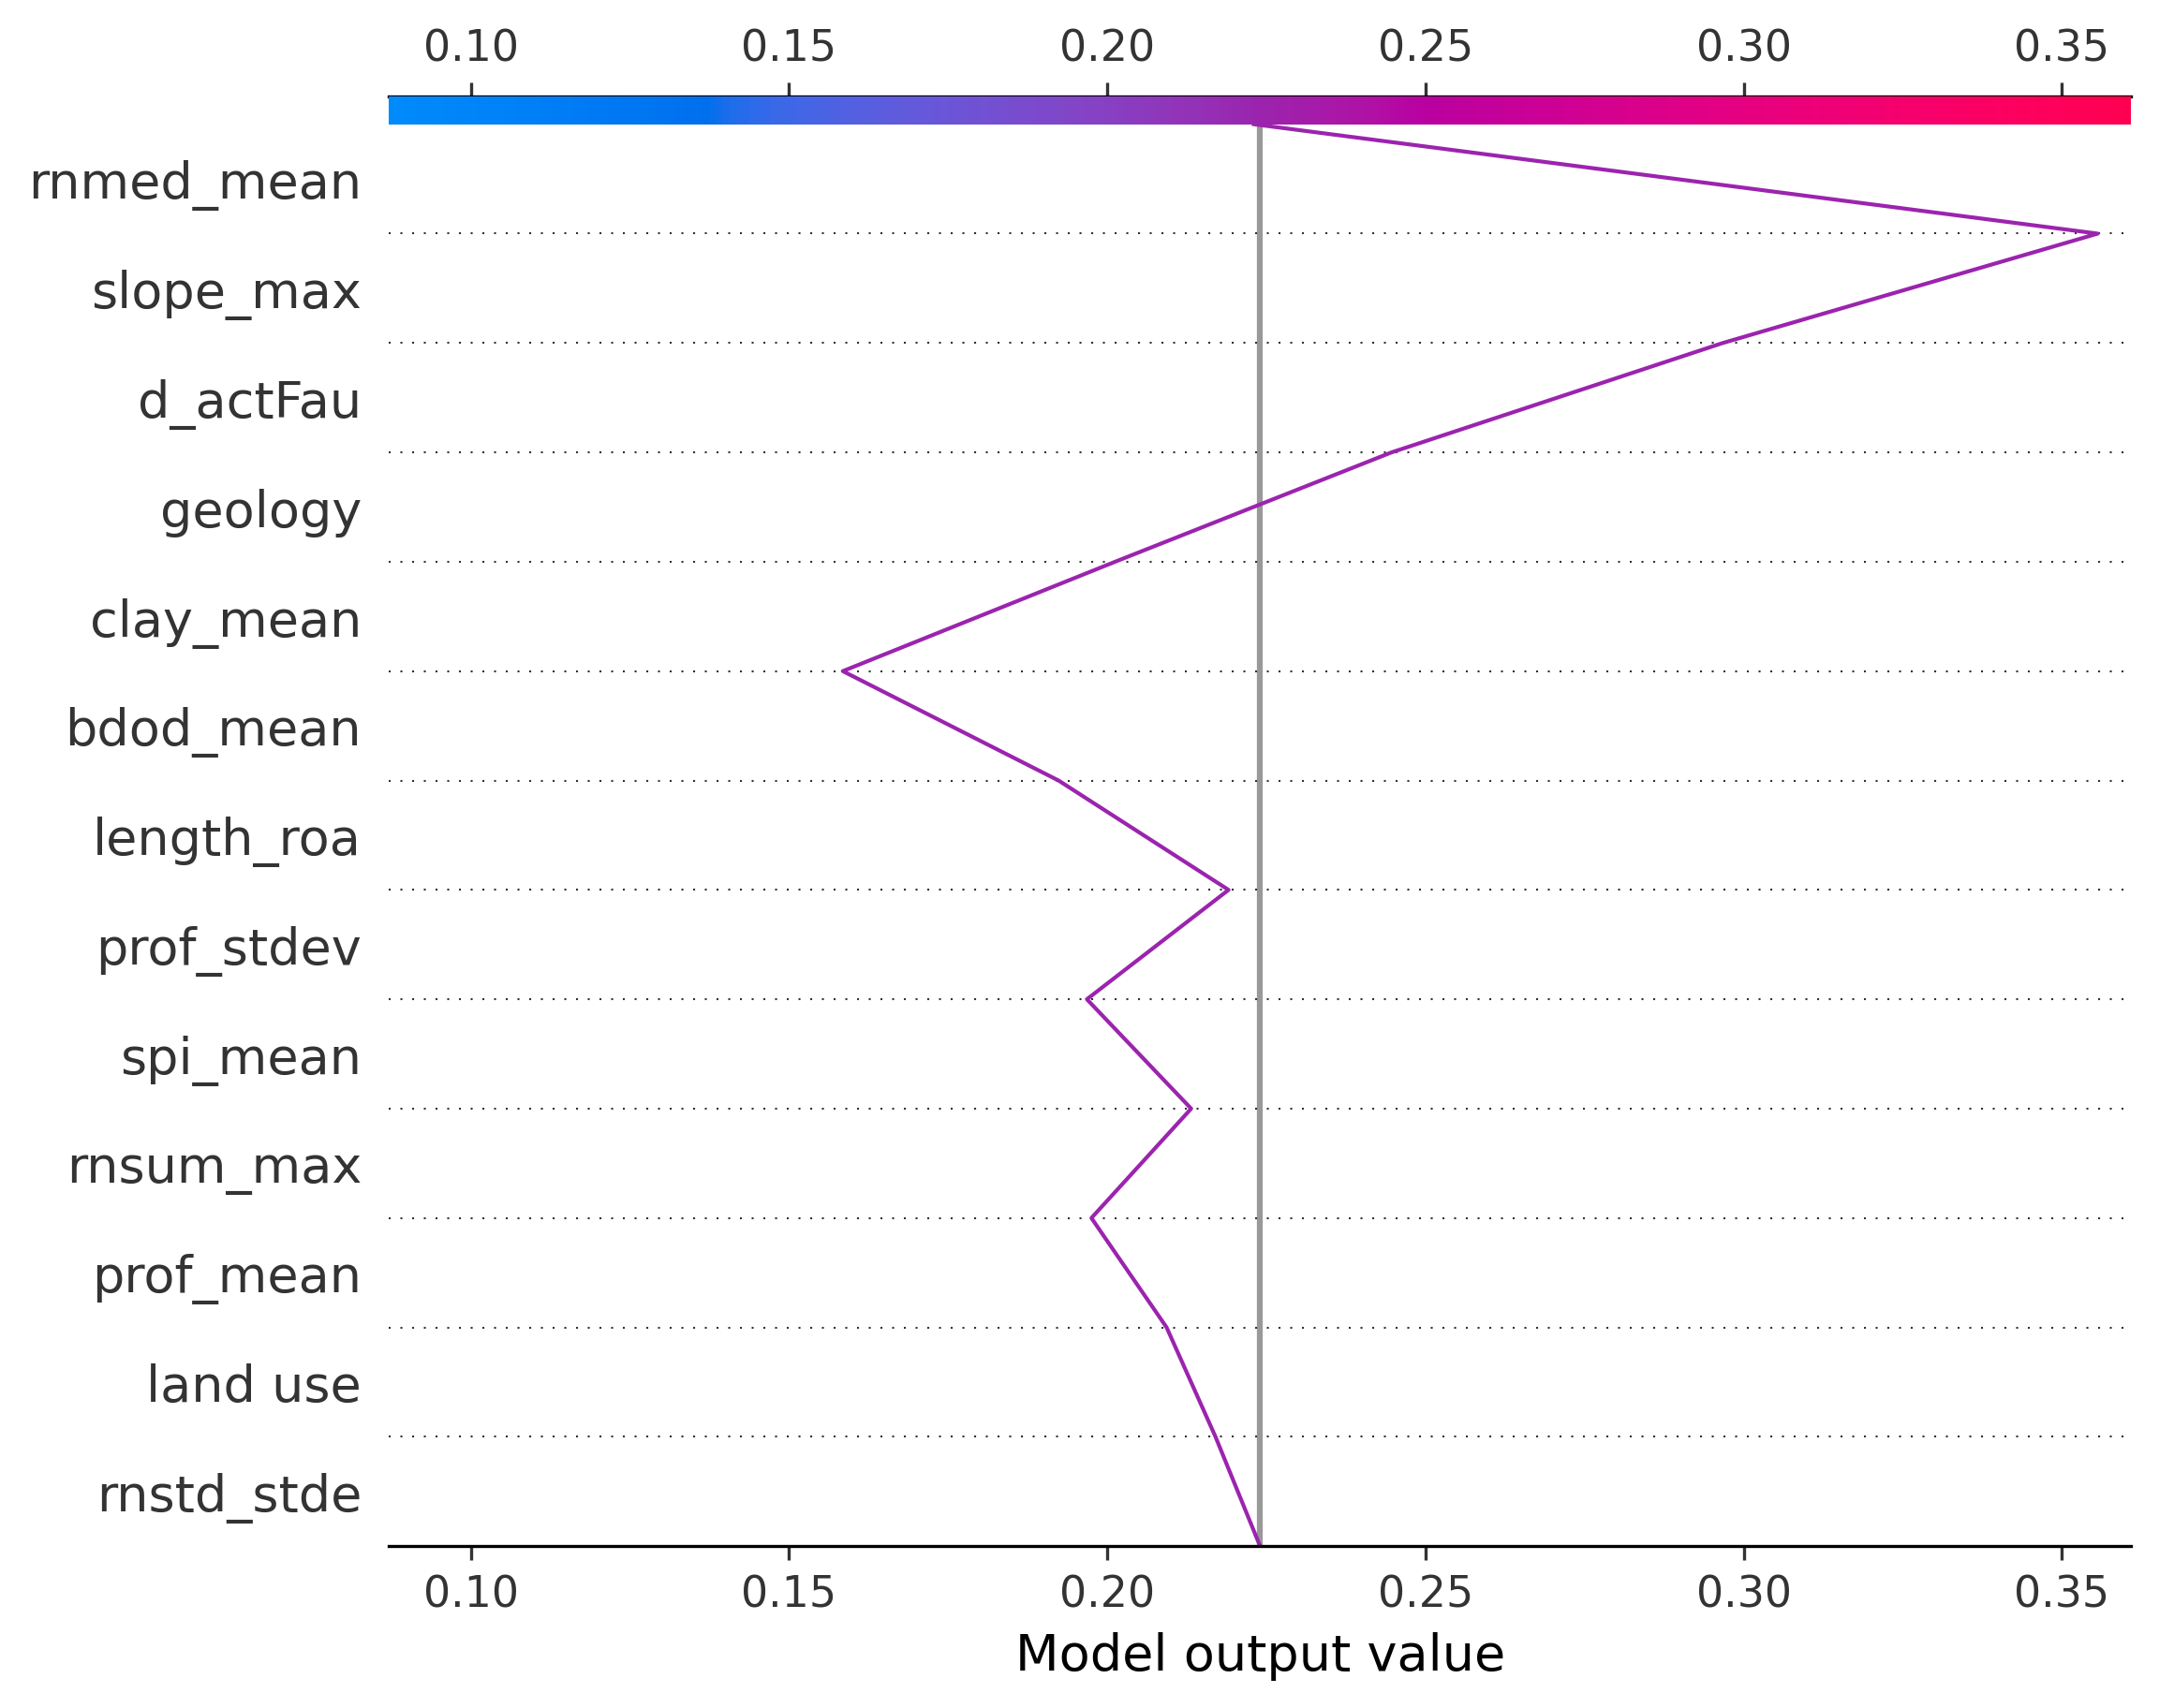 0.10 0.15 0.20 0.25 0.30 0.35
rnmed_mean
slope_max
d_actFau
geology
clay_mean
bdod_mean
length_roa
prof_stdev
spi_mean
rnsum_max
prof_mean
land use
rnstd_stde
0.10 0.15 0.20 0.25 0.30 0.35
Model output value